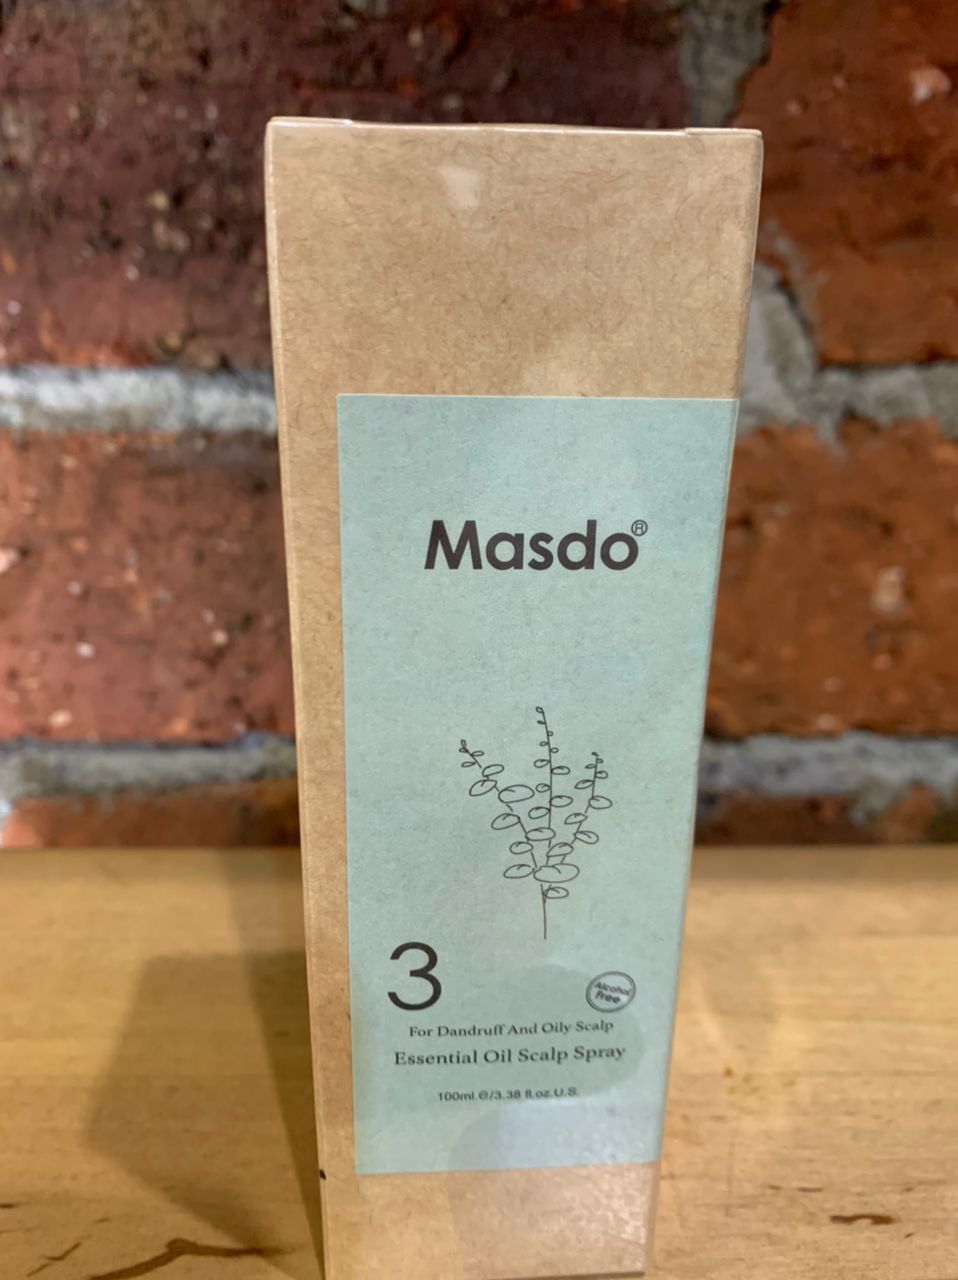 Masdo®
3
Alcohol
Free
For Dandruff And Oily Scalp
Essential Oil Scalp Spray
100ml.℮/3.38 fl.oz.U.S.